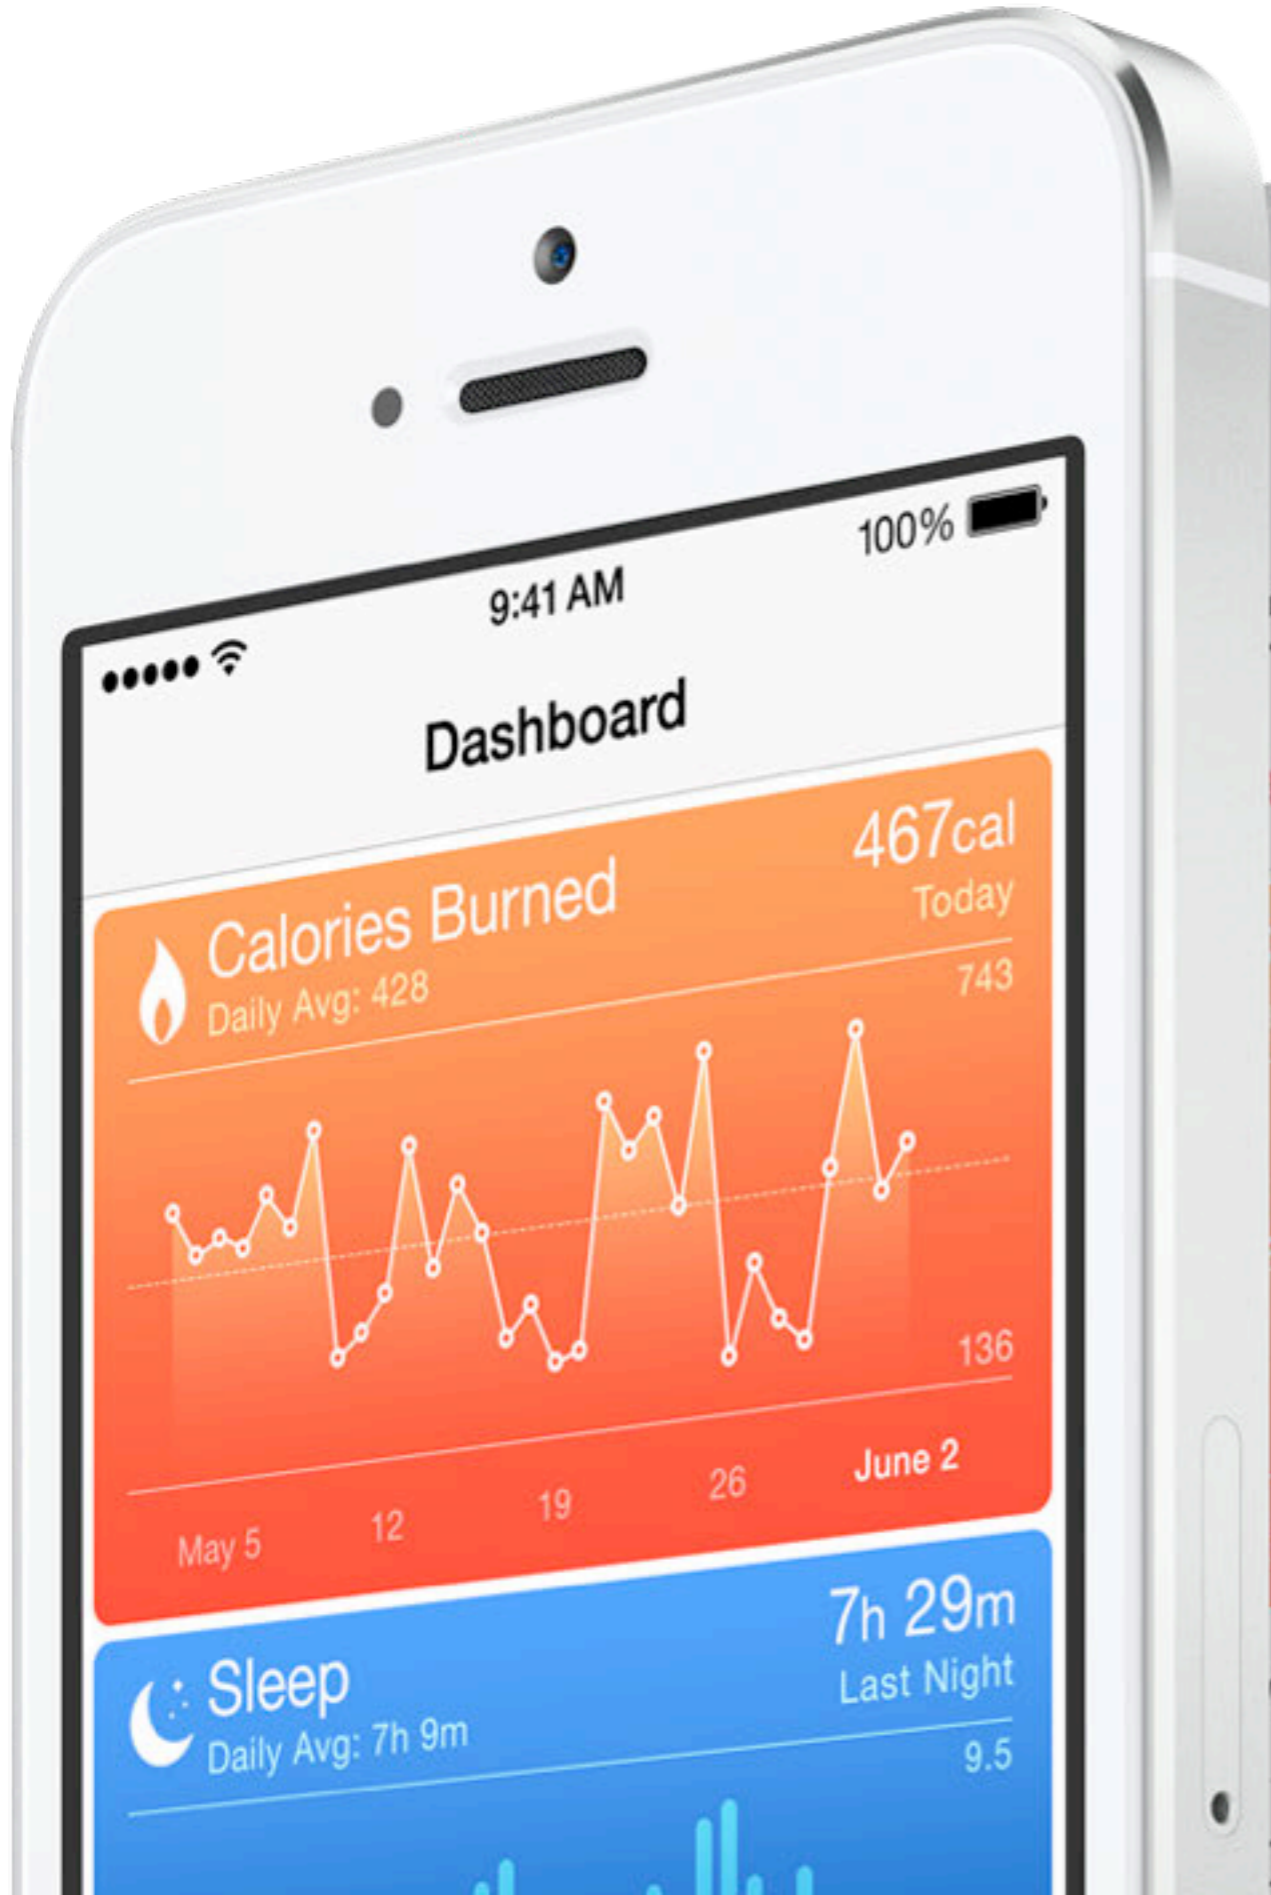 9:41 AM
100%
Dashboard
Calories Burned
467cal
Daily Avg: 428
Today
743
136
May 5
12
19
26
June 2
Sleep
7h 29m
Daily Avg: 7h 9m
Last Night
9.5